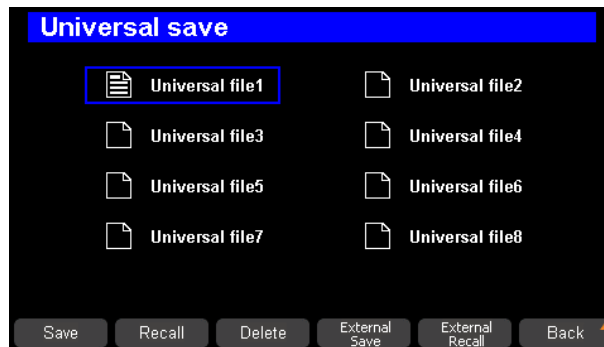 Universal save
Universal file1
Universal file2
Universal file3
Universal file4
Universal file5
Universal file6
Universal file7
Universal file8
Save
Recall
Delete
External
Save
External
Recall
Back